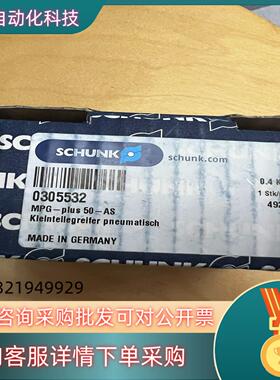 自动化科技
SCHUNK
schunk.com
0305532
MPG-plus 50-AS
Kleinteilegreifer pneumatisch
MADE IN GERMANY
0.4 K
1 Stk/
492
321949929
咨询采购批发可对公开票
客服详情下单采购